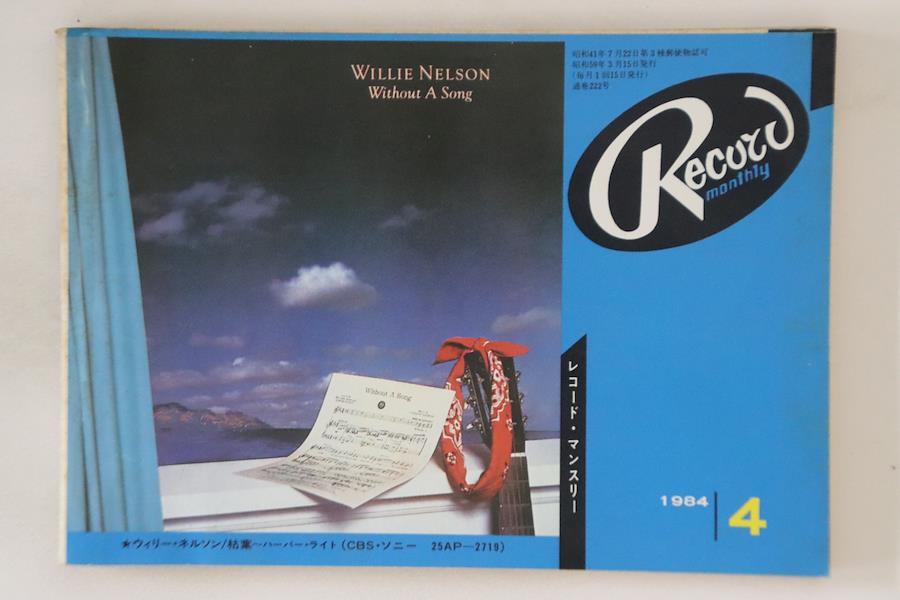 WILLIE NELSON
Without A Song
昭和41年7月22日第3種郵便物認可
昭和59年3月15日発行
(毎月1回15日発行)
通巻222号
Record
monthly
Without A Song
レコード・マンスリー
1984
4
★ウィリー・ネルソン/枯葉~ハーバー・ライト(CBS・ソニー 25AP-2719)